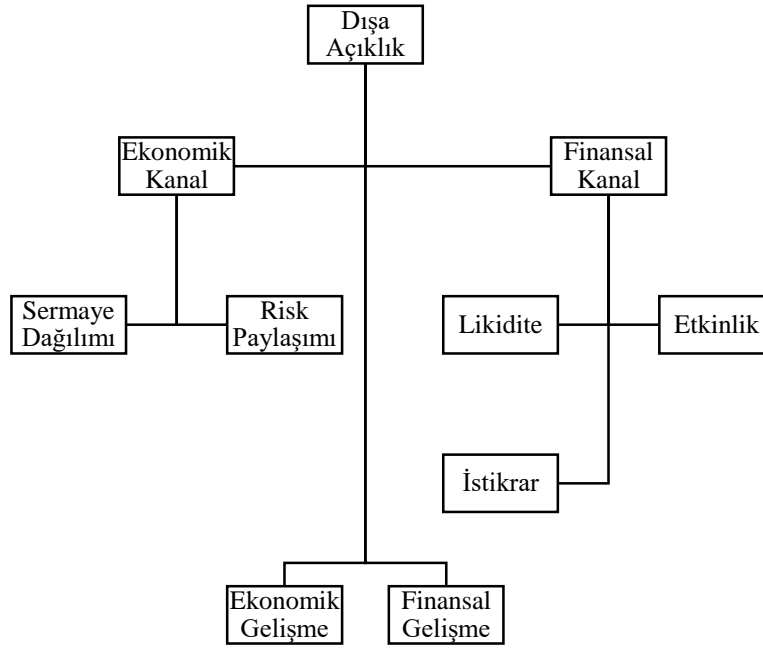 Dışa
Açıklık
Ekonomik
Kanal
Finansal
Kanal
Sermaye
Dağılımı
Risk
Paylaşımı
Likidite
Etkinlik
İstikrar
Ekonomik
Gelişme
Finansal
Gelişme